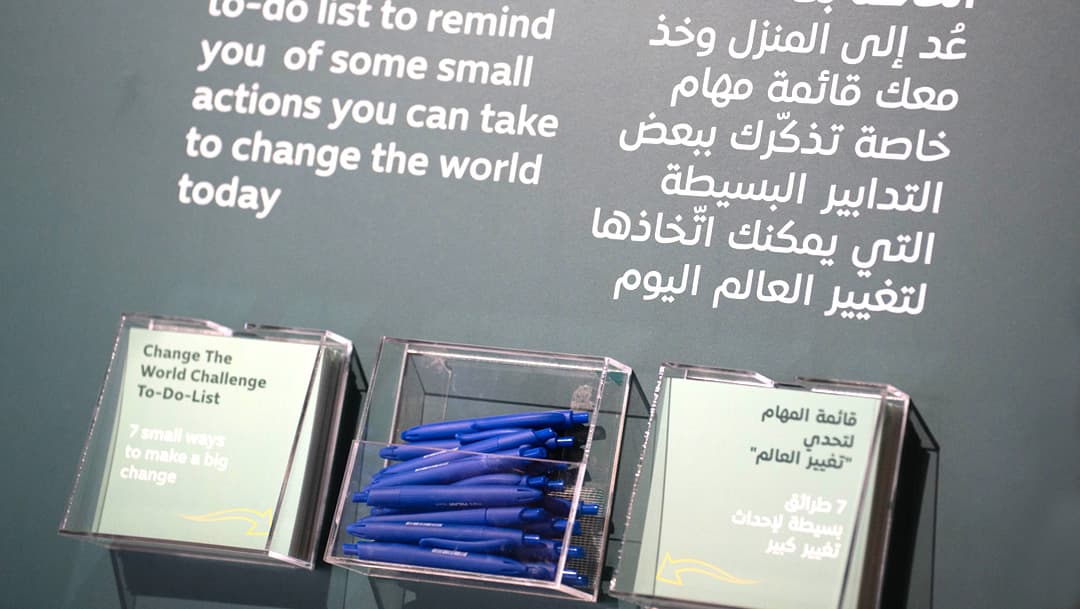 to-do list to remind
you of some small
actions you can take
to change the world
today
عُد إلى المنزل وخذ
معك قائمة مهام
خاصة تذكّرك ببعض
التدابير البسيطة
التي يمكنك اتّخاذها
لتغيير العالم اليوم
Change The
World Challenge
To-Do-List
7 small ways
to make a big
change
قائمة المهام
لتحدي
"تغيير العالم"
7 طرائق
بسيطة لإحداث
تغيير كبير